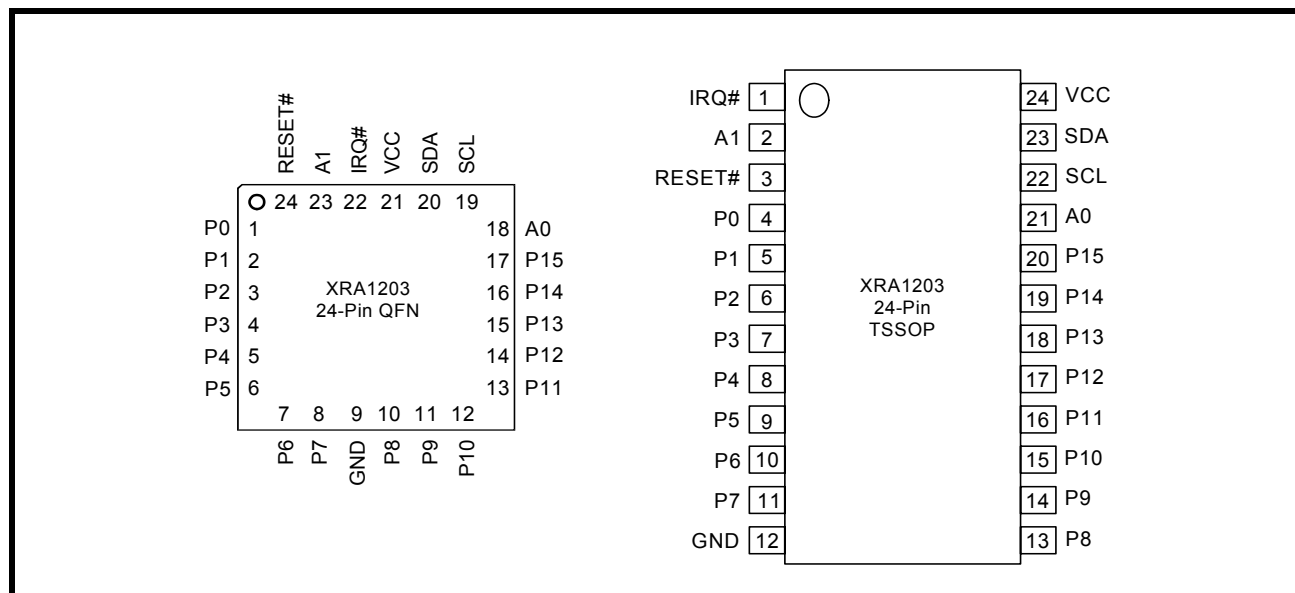 RESET#
A1
IRQ#
VCC
SDA
SCL
24 23 22 21 20 19
P0 1
P1 2
P2 3
P3 4
P4 5
P5 6
18 A0
17 P15
16 P14
15 P13
14 P12
13 P11
XRA1203
24-Pin QFN
7 8 9 10 11 12
P6
P7
GND
P8
P9
P10
IRQ# 1
A1 2
RESET# 3
P0 4
P1 5
P2 6
P3 7
P4 8
P5 9
P6 10
P7 11
GND 12
XRA1203
24-Pin
TSSOP
24 VCC
23 SDA
22 SCL
21 A0
20 P15
19 P14
18 P13
17 P12
16 P11
15 P10
14 P9
13 P8